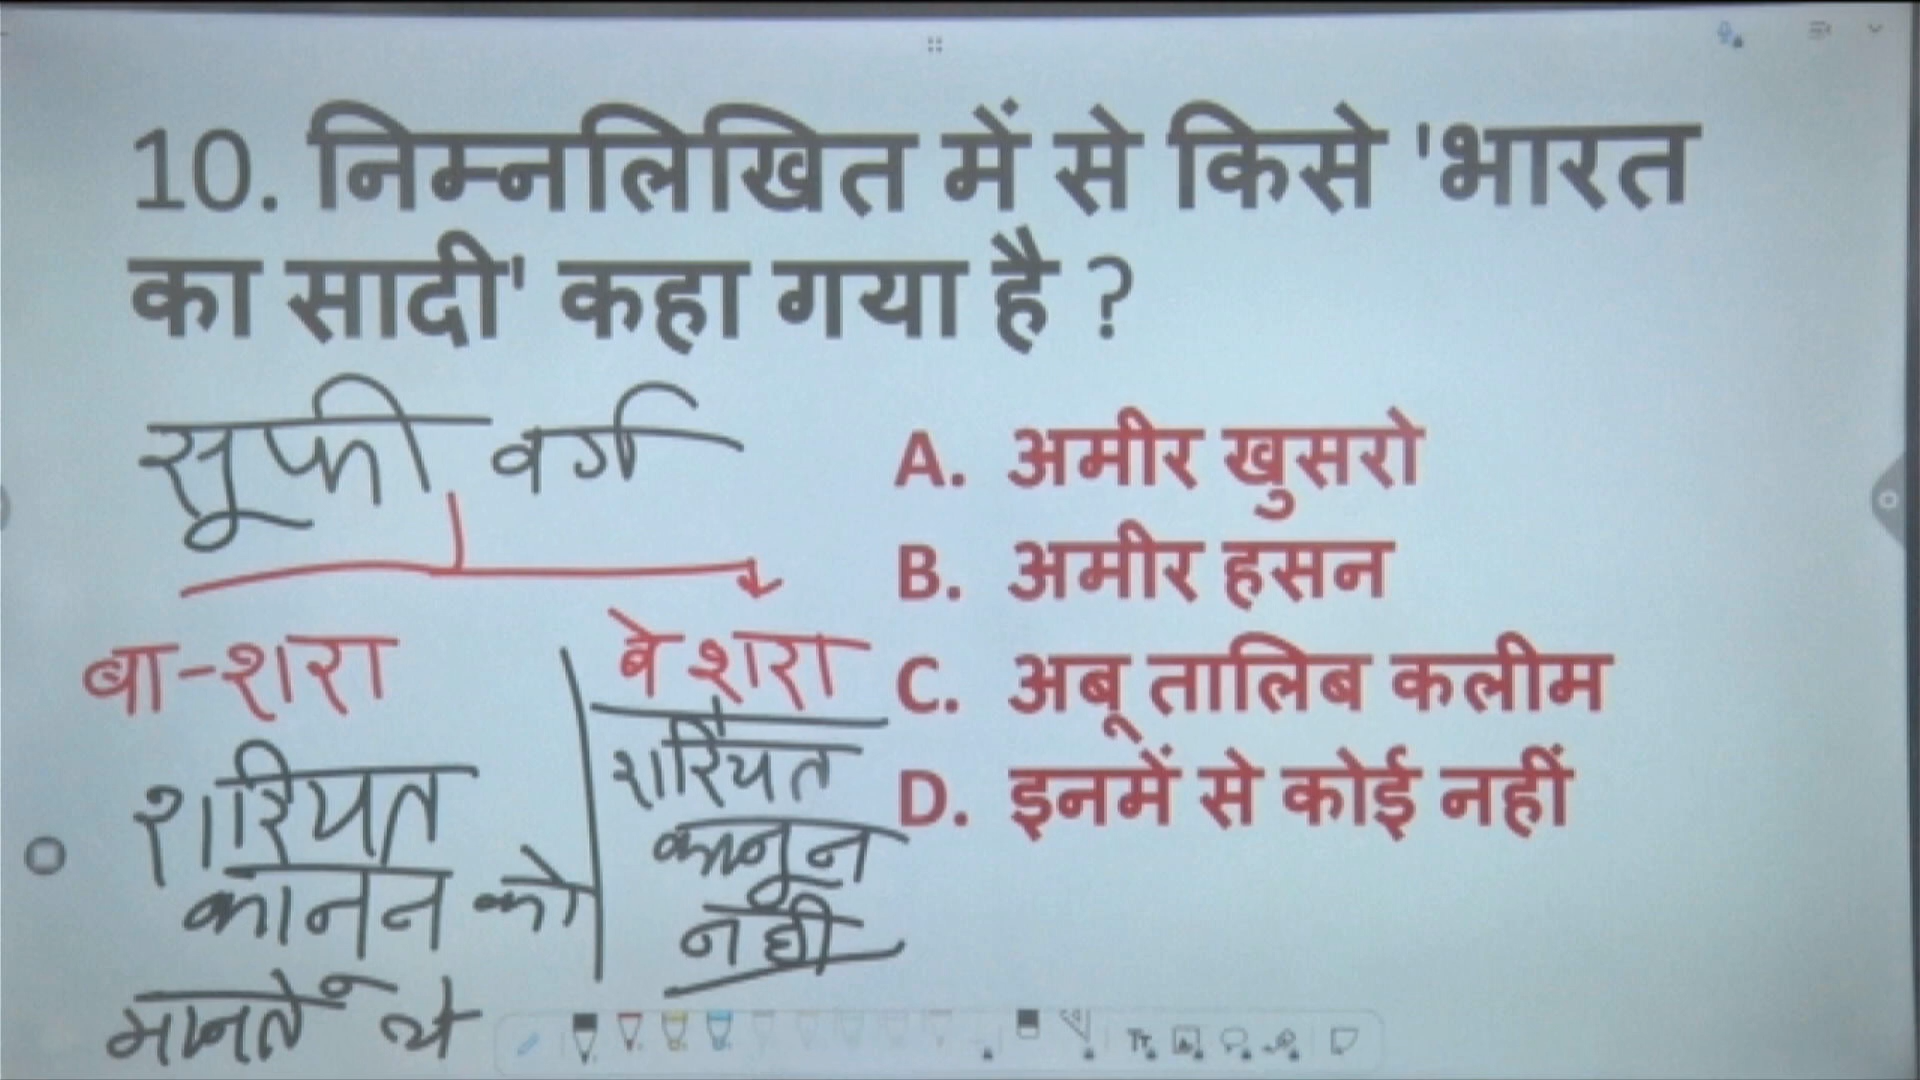 10. निम्नलिखित में से किसे 'भारत
का सादी' कहा गया है ?
सूफी वर्ग
बा-शरा
बे शरा
शरियत
कानन को
मानते थे
शरियत
कानून
नही
A. अमीर खुसरो
B. अमीर हसन
C. अबू तालिब कलीम
D. इनमें से कोई नहीं